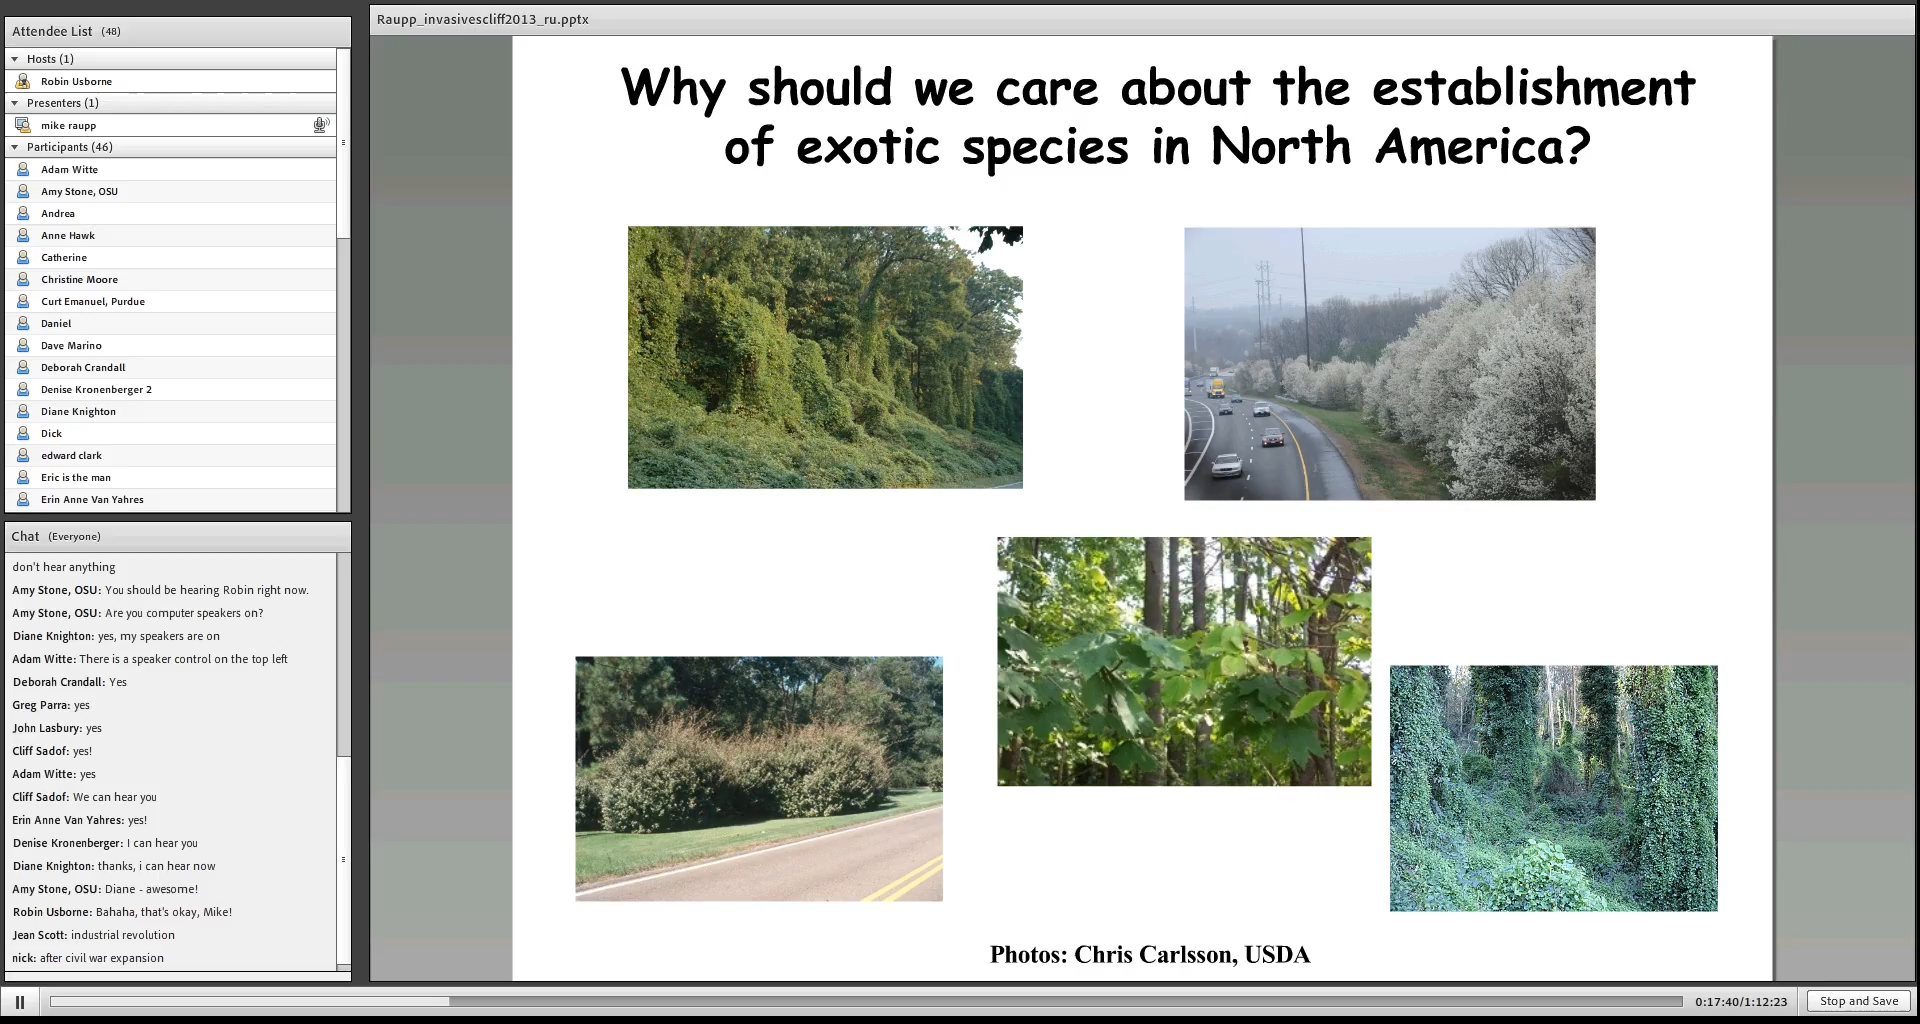 Attendee List (48)
Hosts (1)
Robin Usborne
Presenters (1)
mike raupp
Participants (46)
Adam Witte
Amy Stone, OSU
Andrea
Anne Hawk
Catherine
Christine Moore
Curt Emanuel, Purdue
Daniel
Dave Marino
Deborah Crandall
Denise Kronenberger 2
Diane Knighton
Dick
edward clark
Eric is the man
Erin Anne Van Yahres
Chat (Everyone)
don't hear anything
Amy Stone, OSU: You should be hearing Robin right now.
Amy Stone, OSU: Are you computer speakers on?
Diane Knighton: yes, my speakers are on
Adam Witte: There is a speaker control on the top left
Deborah Crandall: Yes
Greg Parra: yes
John Lasbury: yes
Cliff Sadof: yes!
Adam Witte: yes
Cliff Sadof: We can hear you
Erin Anne Van Yahres: yes!
Denise Kronenberger: I can hear you
Diane Knighton: thanks, i can hear now
Amy Stone, OSU: Diane - awesome!
Robin Usborne: Bahaha, that's okay, Mike!
Jean Scott: industrial revolution
nick: after civil war expansion
Raupp_invasivescliff2013_ru.pptx
Why should we care about the establishment
of exotic species in North America?
Photos: Chris Carlsson, USDA
0:17:40/1:12:23
Stop and Save